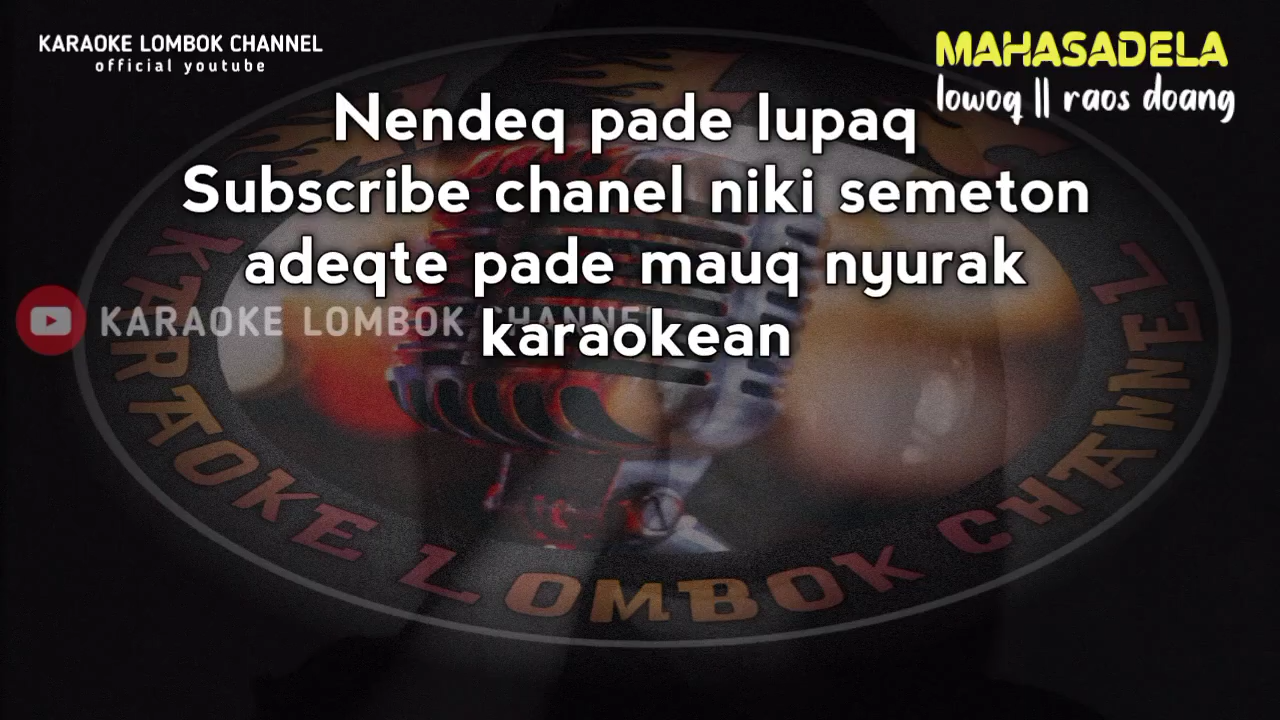 KARAOKE LOMBOK CHANNEL
official youtube
MAHASADELA
lowoq || raos doang
Nendeq pade lupaq
Subscribe chanel niki semeton
adeqte pade mauq nyurak
karaokean
KARAOKE LOMBOK CHANNEL
KARAOKE LOMBOK CHANNEL